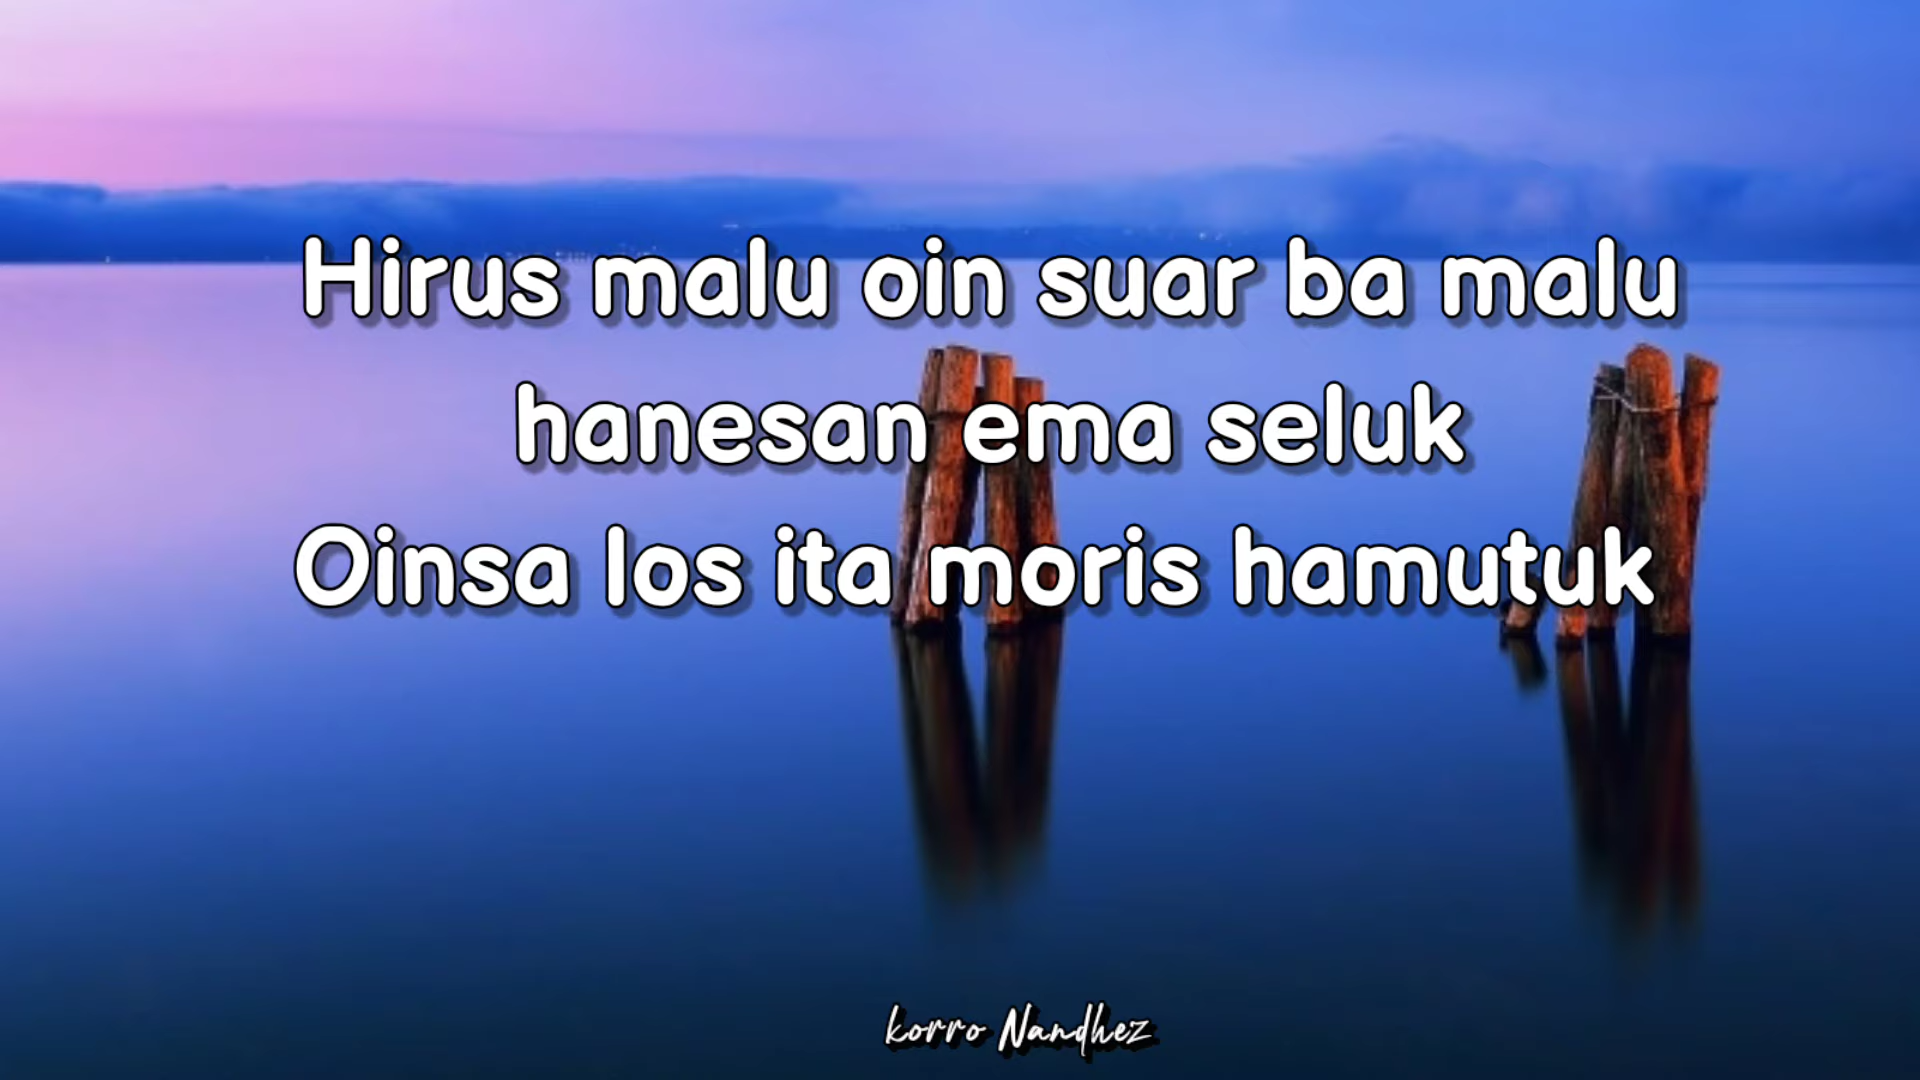 Hirus malu oin suar ba malu
hanesan ema seluk
Oinsa los ita moris hamutuk
korro Nandhez